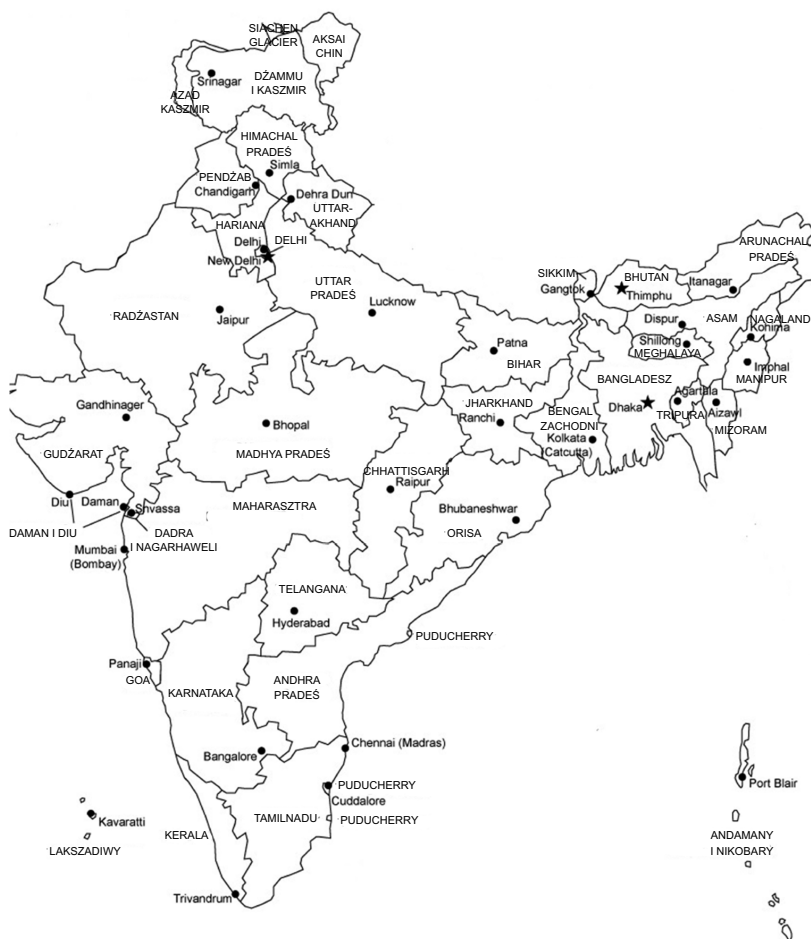 SIACHEN
GLACIER
AKSAI
CHIN
Srinagar
DŻAMMU
I KASZMIR
AZAD
KASZMIR
HIMACHAL
PRADEŚ
Simla
PENDŻAB
Chandigarh
Dehra Dun
UTTAR-
AKHAND
HARIANA
Delhi
DELHI
New Delhi
ARUNACHAL
PRADEŚ
SIKKIM
Gangtok
BHUTAN
Thimphu
Itanagar
UTTAR
PRADEŚ
Lucknow
RADŻASTAN
Jaipur
Dispur
ASAM
NAGALAND
Kohima
Shillong
MEGHALAYA
Patna
BIHAR
Imphal
MANIPUR
BANGLADESZ
Agartala
Dhaka
TRIPURA
Aizawl
MIZORAM
JHARKHAND
Ranchi
BENGAL
ZACHODNI
Kolkata
(Catcutta)
Gandhinager
Bhopal
GUDŻARAT
MADHYA PRADEŚ
CHHATTISGARH
Raipur
Diu
Daman
Shvassa
MAHARASZTRA
Bhubaneshwar
ORISA
DAMAN I DIU
DADRA
I NAGARHAWELI
Mumbai
(Bombay)
TELANGANA
Hyderabad
PUDUCHERRY
Panaji
GOA
KARNATAKA
ANDHRA
PRADEŚ
Bangalore
Chennai (Madras)
PUDUCHERRY
Cuddalore
TAMILNADU
PUDUCHERRY
Port Blair
Kavaratti
LAKSZADIWY
KERALA
ANDAMANY
I NIKOBARY
Trivandrum